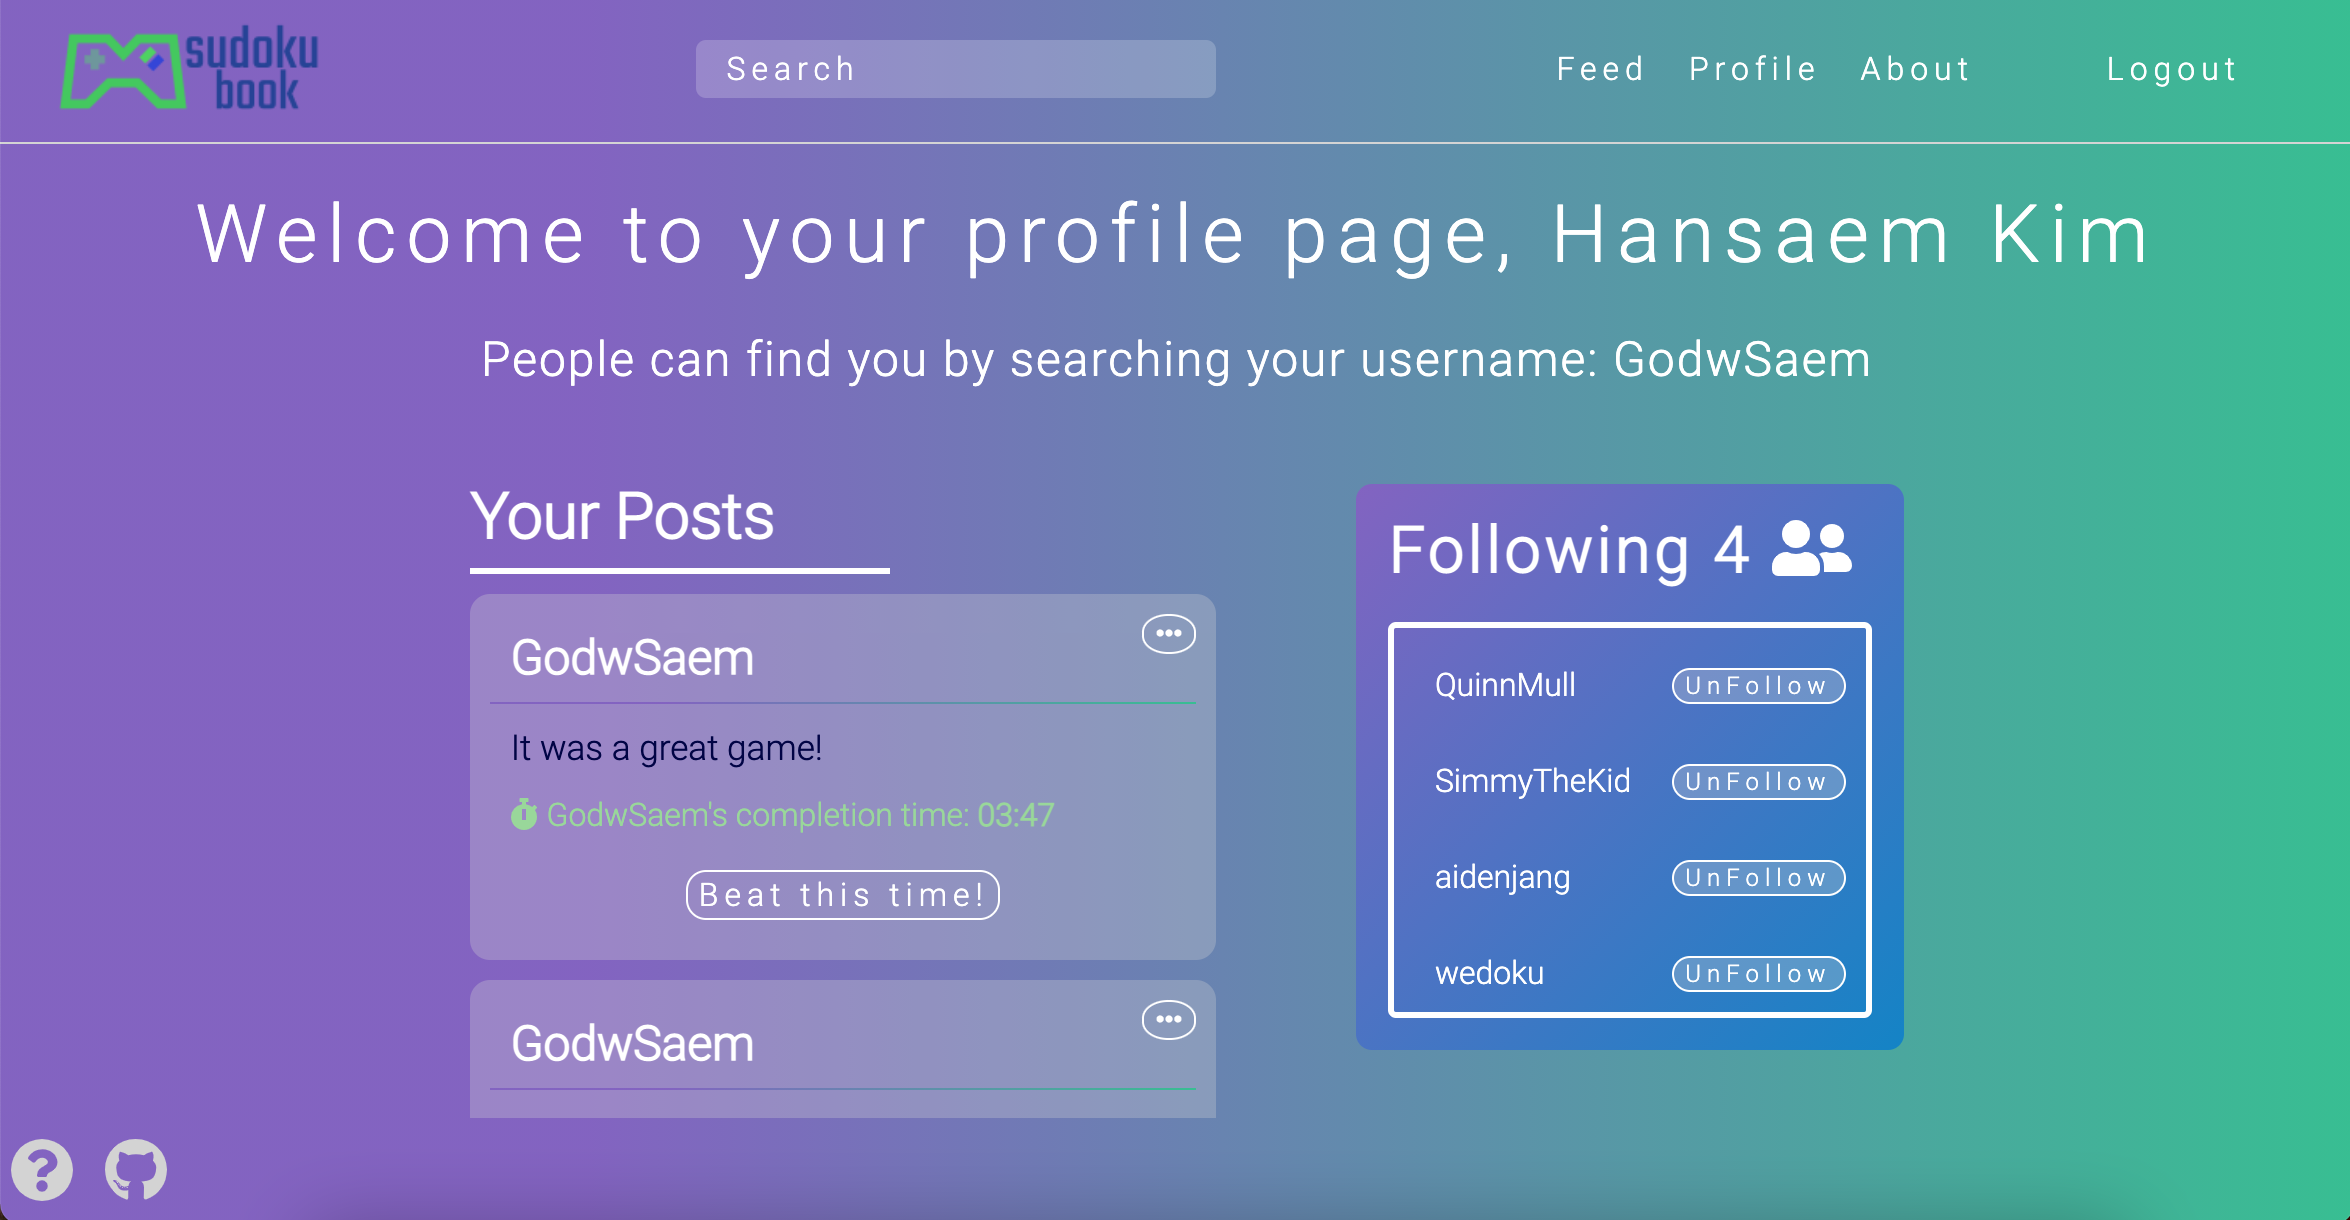 sudoku
book
Search
Feed Profile About Logout
Welcome to your profile page, Hansaem Kim
People can find you by searching your username: GodwSaem
Your Posts
GodwSaem
It was a great game!
GodwSaem's completion time: 03:47
Beat this time!
GodwSaem
Following 4
QuinnMull UnFollow
SimmyTheKid UnFollow
aidenjang UnFollow
wedoku UnFollow